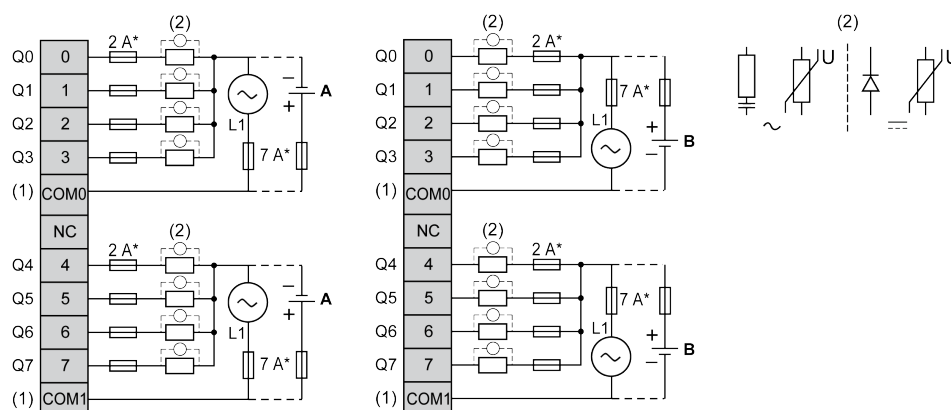 (2) (2) (2)
Q0 0 2 A* Q0 0 2 A* U U
Q1 1 A Q1 1 7 A*
Q2 2 L1 Q2 2 L1
Q3 3 7 A* Q3 3 B
(1) COM0 (1) COM0
NC NC
(2) (2)
Q4 4 2 A* Q4 4 2 A*
Q5 5 A Q5 5 7 A*
Q6 6 L1 Q6 6 L1
Q7 7 7 A* Q7 7 B
(1) COM1 (1) COM1